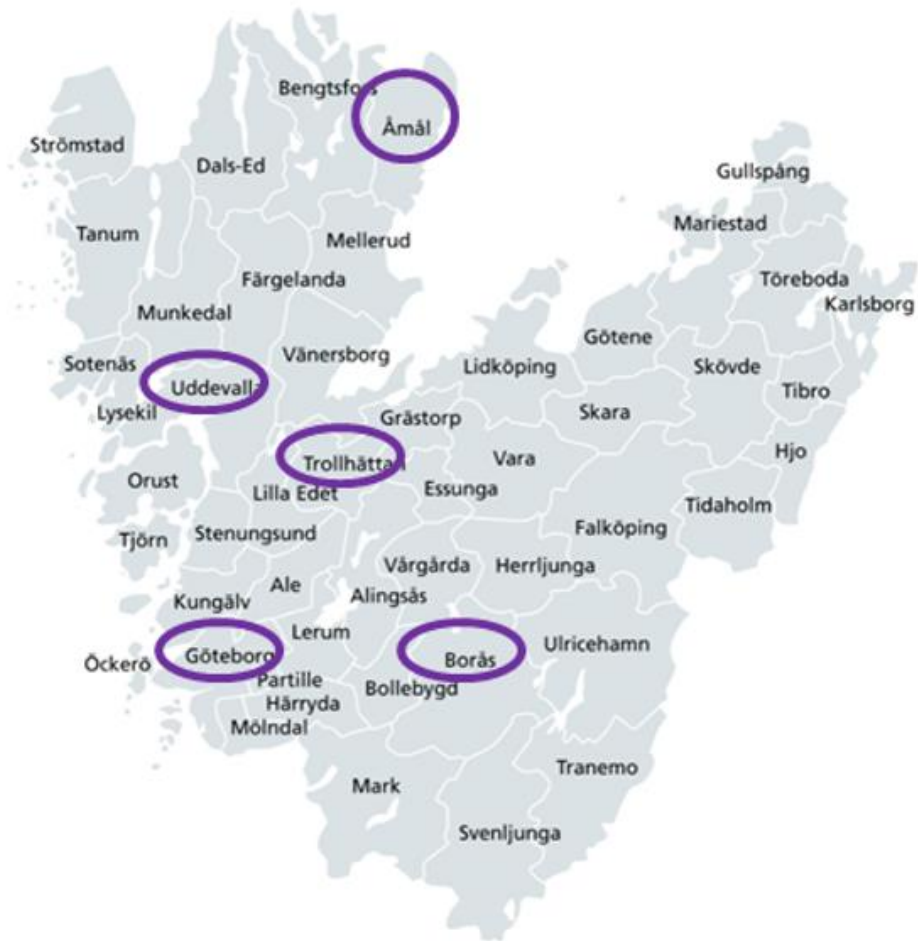 Bengtsfors
Åmål
Strömstad
Dals-Ed
Gullspång
Mariestad
Tanum
Mellerud
Färgelanda
Töreboda
Karlsborg
Munkedal
Götene
Vänersborg
Sotenäs
Lidköping
Skövde
Uddevalla
Tibro
Lysekil
Grästorp
Skara
Hjo
Trollhättan
Vara
Orust
Lilla Edet
Essunga
Tidaholm
Falköping
Stenungsund
Tjörn
Vårgårda
Herrljunga
Ale
Alingsås
Kungälv
Lerum
Ulricehamn
Göteborg
Borås
Öckerö
Partille
Bollebygd
Härryda
Mölndal
Tranemo
Mark
Svenljunga